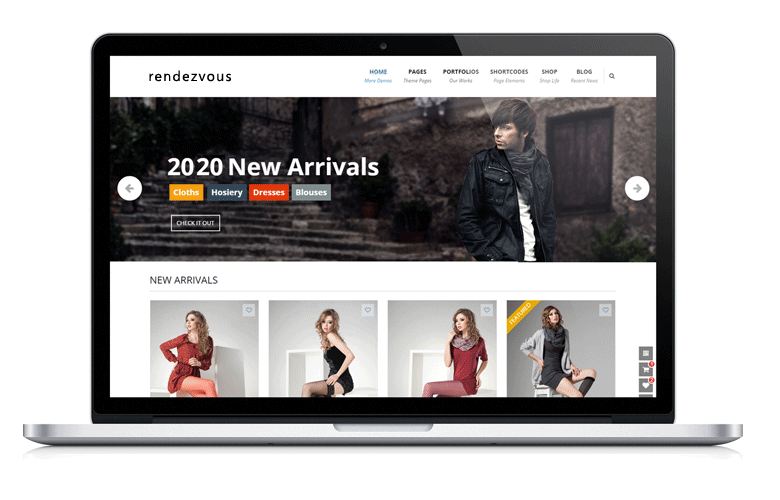 rendezvous
HOME PAGES PORTFOLIOS SHORTCODES SHOP BLOG
More Demos Theme Pages Our Works Page Elements Shop Life Recent News
2020 New Arrivals
Cloths Hosiery Dresses Blouses
CHECK IT OUT
NEW ARRIVALS
FEATURED